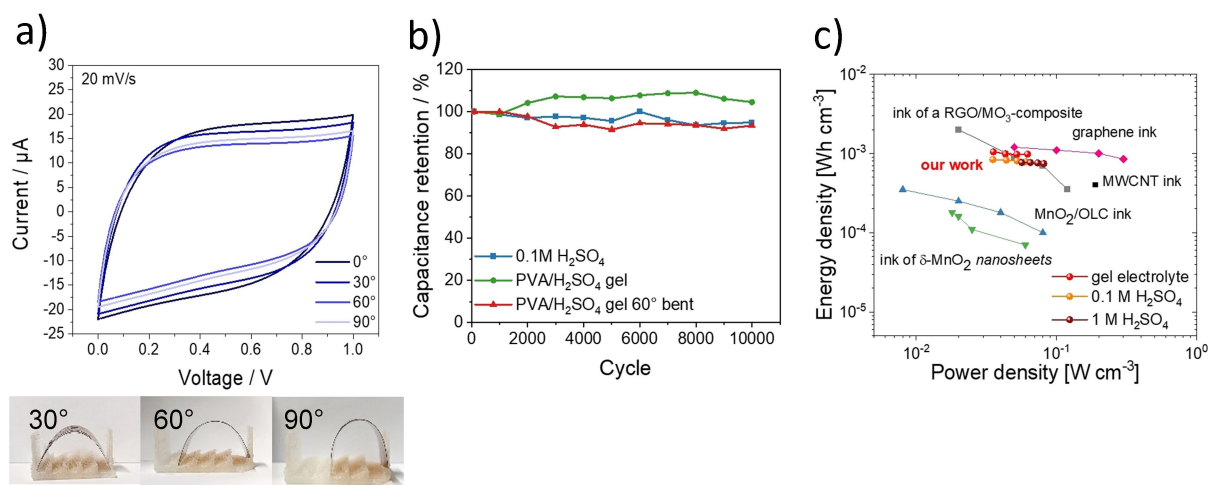 a)
30
25
20
15
10
5
0
-5
-10
-15
-20
-25
Current / µA
20 mV/s
0°
30°
60°
90°
0.0
0.2
0.4
0.6
0.8
1.0
Voltage / V
30°
60°
90°
b)
120
100
80
60
40
20
0
Capacitance retention / %
0.1M H₂SO₄
PVA/H₂SO₄ gel
PVA/H₂SO₄ gel 60° bent
0
2000
4000
6000
8000
10000
Cycle
c)
10⁻²
10⁻³
10⁻⁴
10⁻⁵
Energy density [Wh cm⁻³]
ink of a RGO/MO₃-composite
graphene ink
our work
MWCNT ink
MnO₂/OLC ink
ink of δ-MnO₂ nanosheets
gel electrolyte
0.1 M H₂SO₄
1 M H₂SO₄
10⁻²
10⁻¹
10⁰
Power density [W cm⁻³]